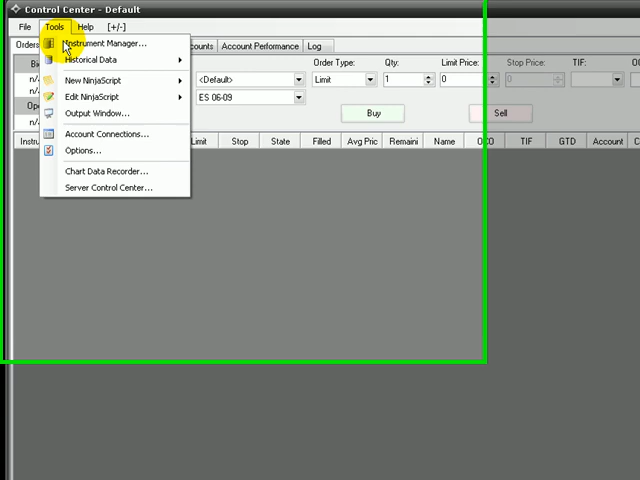 Control Center - Default
File Tools Help [+/-]
Orders Account Performance Log
Instrument Manager...
Historical Data
New NinjaScript
Edit NinjaScript
Output Window...
Account Connections...
Options...
Chart Data Recorder...
Server Control Center...
Order Type: Qty: Limit Price: Stop Price: TIF:
<Default> Limit 1 0 0
ES 06-09
Buy Sell
Stop State Filled Avg Pric Remaini Name OCO TIF GTD Account